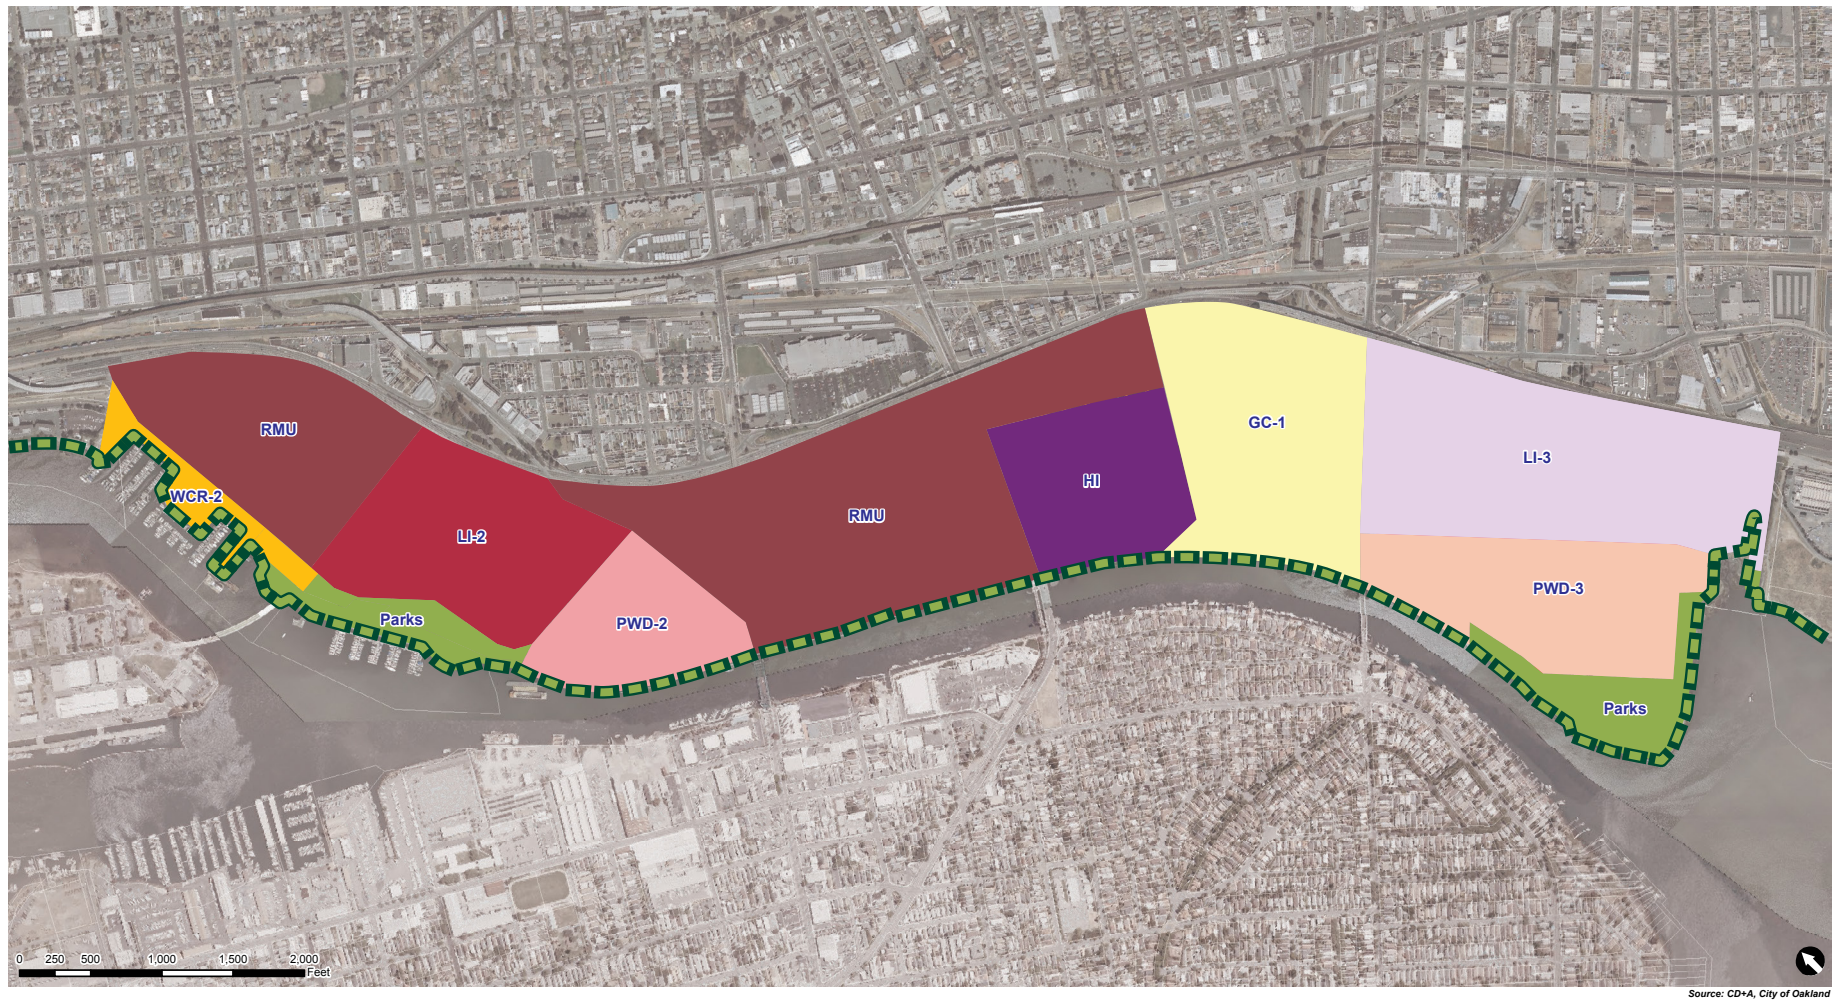 RMU
GC-1
LI-3
HI
WCR-2
RMU
LI-2
PWD-3
Parks
PWD-2
Parks
0 250 500 1,000 1,500 2,000
Feet
Source: CD+A, City of Oakland